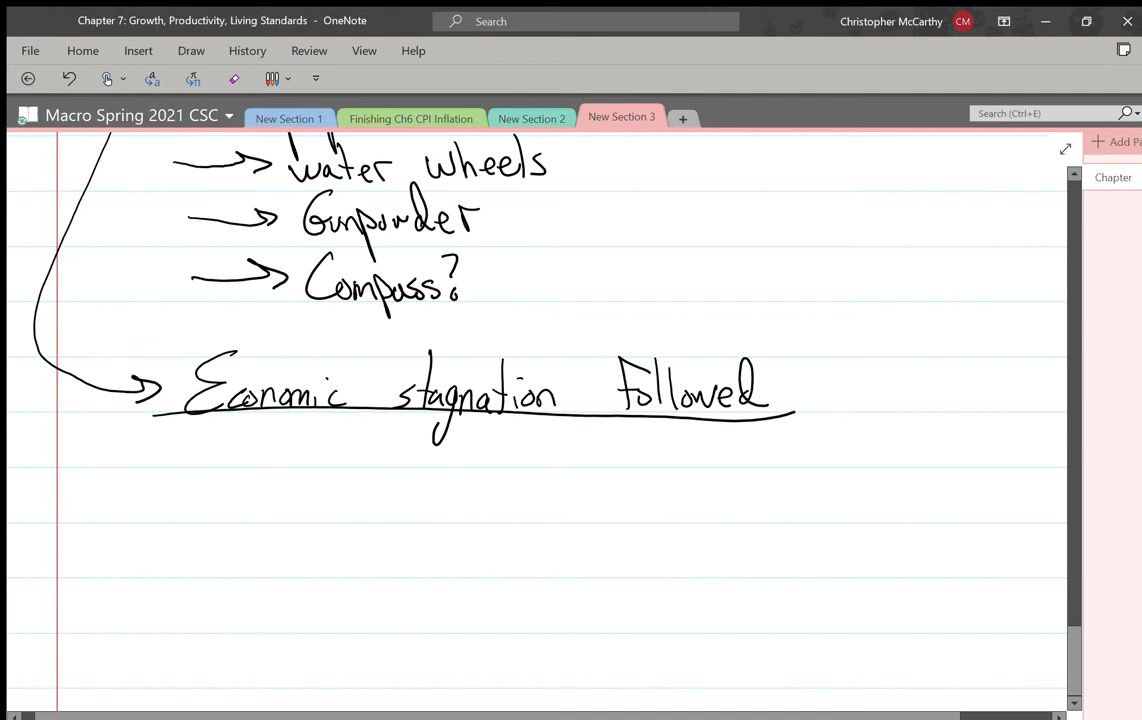 Chapter 7: Growth, Productivity, Living Standards - OneNote
Search
Christopher McCarthy CM
File Home Insert Draw History Review View Help
Macro Spring 2021 CSC New Section 1 Finishing Ch6 CPI Inflation New Section 2 New Section 3 Search (Ctrl+E)
Add Pa
Chapter
→ water wheels
→ Gunpowder
→ Compass?
→ Economic stagnation followed